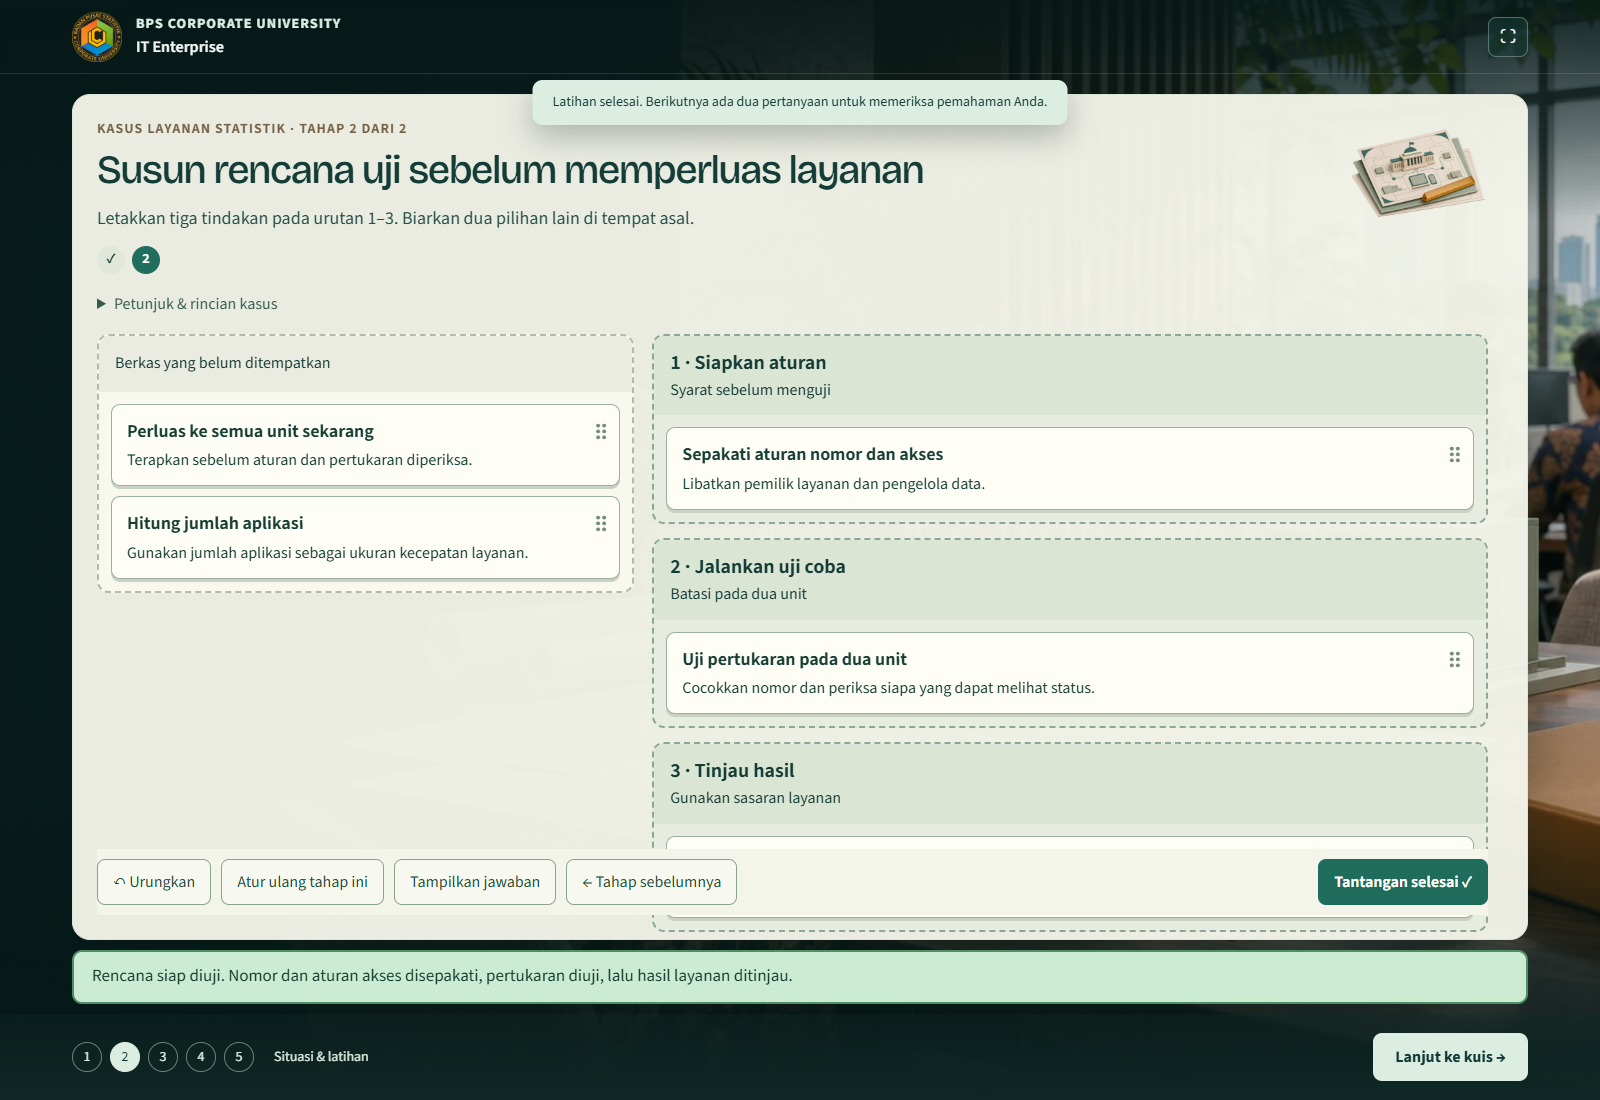 BPS CORPORATE UNIVERSITY
IT Enterprise
Latihan selesai. Berikutnya ada dua pertanyaan untuk memeriksa pemahaman Anda.
KASUS LAYANAN STATISTIK · TAHAP 2 DARI 2
Susun rencana uji sebelum memperluas layanan
Letakkan tiga tindakan pada urutan 1–3. Biarkan dua pilihan lain di tempat asal.
✓ 2
▶ Petunjuk & rincian kasus
Berkas yang belum ditempatkan
Perluas ke semua unit sekarang
Terapkan sebelum aturan dan pertukaran diperiksa.
Hitung jumlah aplikasi
Gunakan jumlah aplikasi sebagai ukuran kecepatan layanan.
1 · Siapkan aturan
Syarat sebelum menguji
Sepakati aturan nomor dan akses
Libatkan pemilik layanan dan pengelola data.
2 · Jalankan uji coba
Batasi pada dua unit
Uji pertukaran pada dua unit
Cocokkan nomor dan periksa siapa yang dapat melihat status.
3 · Tinjau hasil
Gunakan sasaran layanan
↶ Urungkan
Atur ulang tahap ini
Tampilkan jawaban
← Tahap sebelumnya
Tantangan selesai ✓
Rencana siap diuji. Nomor dan aturan akses disepakati, pertukaran diuji, lalu hasil layanan ditinjau.
1 2 3 4 5 Situasi & latihan
Lanjut ke kuis →